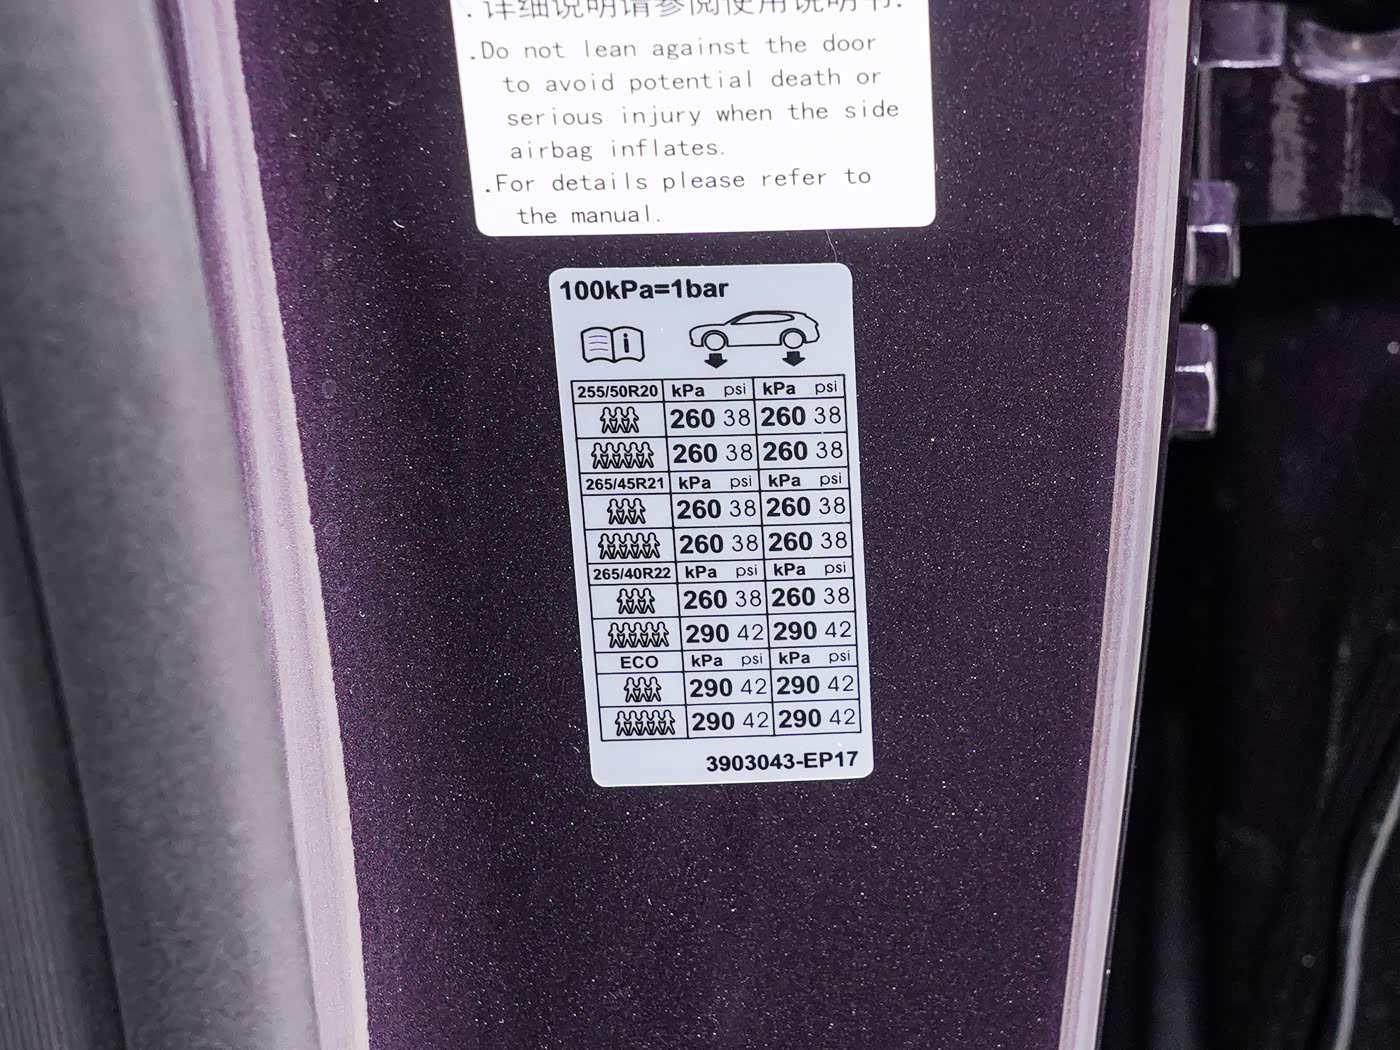 .详细说明请参阅使用说明书.
.Do not lean against the door
to avoid potential death or
serious injury when the side
airbag inflates.
.For details please refer to
the manual.
100kPa=1bar
i
255/50R20 kPa psi kPa psi
260 38 260 38
260 38 260 38
265/45R21 kPa psi kPa psi
260 38 260 38
260 38 260 38
265/40R22 kPa psi kPa psi
260 38 260 38
290 42 290 42
ECO kPa psi kPa psi
290 42 290 42
290 42 290 42
3903043-EP17